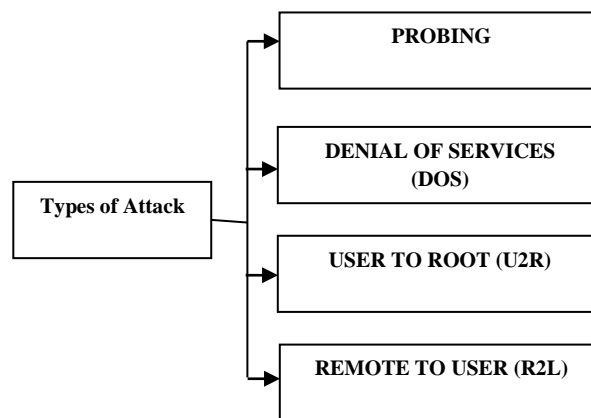 PROBING
DENIAL OF SERVICES
(DOS)
Types of Attack
USER TO ROOT (U2R)
REMOTE TO USER (R2L)